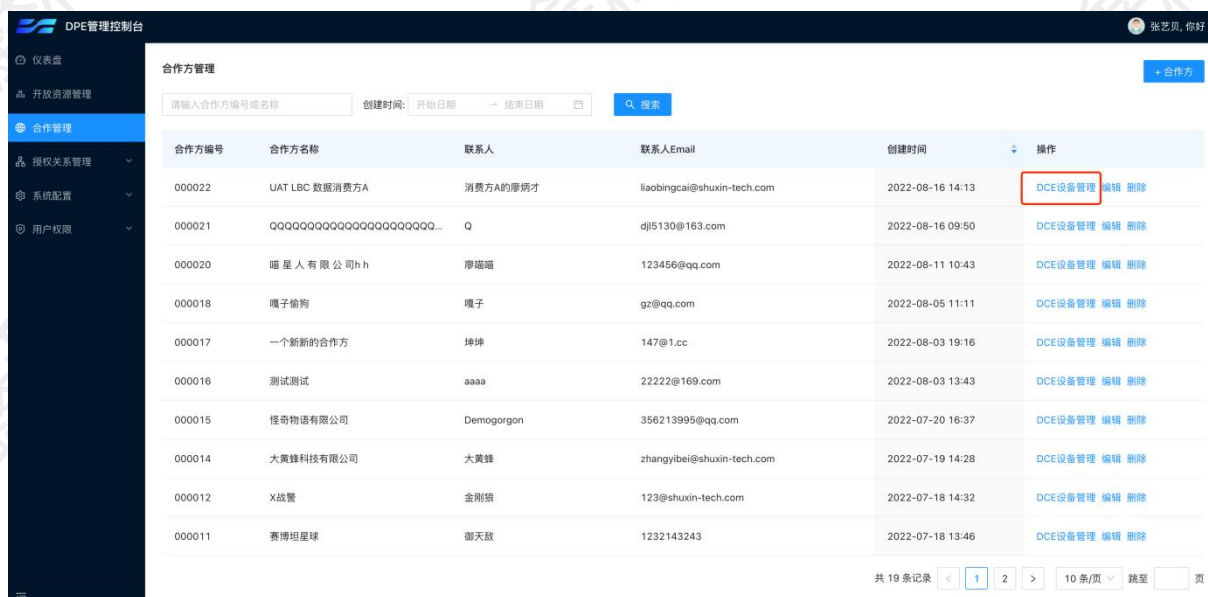 DPE管理控制台
张艺贝, 你好
仪表盘
开放资源管理
合作管理
授权关系管理
系统配置
用户权限
合作方管理
+ 合作方
请输入合作方编号或名称 创建时间: 开始日期 → 结束日期 搜索
合作方编号 合作方名称 联系人 联系人Email 创建时间 操作
000022 UAT LBC 数据消费方A 消费方A的廖炳才 liaobingcai@shuxin-tech.com 2022-08-16 14:13 DCE设备管理 编辑 删除
000021 QQQQQQQQQQQQQQQQQQQQQQ... Q djl5130@163.com 2022-08-16 09:50 DCE设备管理 编辑 删除
000020 喵 星 人 有 限 公 司h h 廖喵喵 123456@qq.com 2022-08-11 10:43 DCE设备管理 编辑 删除
000018 嘎子偷狗 嘎子 gz@qq.com 2022-08-05 11:11 DCE设备管理 编辑 删除
000017 一个新新的合作方 坤坤 147@1.cc 2022-08-03 19:16 DCE设备管理 编辑 删除
000016 测试测试 aaaa 22222@169.com 2022-08-03 13:43 DCE设备管理 编辑 删除
000015 怪奇物语有限公司 Demogorgon 356213995@qq.com 2022-07-20 16:37 DCE设备管理 编辑 删除
000014 大黄蜂科技有限公司 大黄蜂 zhangyibei@shuxin-tech.com 2022-07-19 14:28 DCE设备管理 编辑 删除
000012 X战警 金刚狼 123@shuxin-tech.com 2022-07-18 14:32 DCE设备管理 编辑 删除
000011 赛博坦星球 御天敌 1232143243 2022-07-18 13:46 DCE设备管理 编辑 删除
共 19 条记录 < 1 2 > 10 条/页 跳至 页